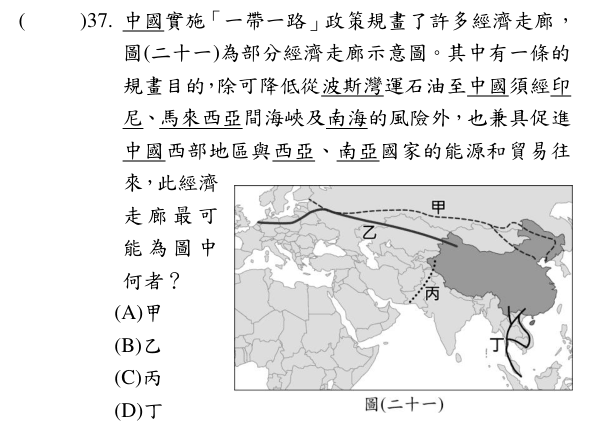 (　　)37. 中國實施「一帶一路」政策規畫了許多經濟走廊，
圖(二十一)為部分經濟走廊示意圖。其中有一條的
規畫目的，除可降低從波斯灣運石油至中國須經印
尼、馬來西亞間海峽及南海的風險外，也兼具促進
中國西部地區與西亞、南亞國家的能源和貿易往
來，此經濟
走廊最可
能為圖中
何者？
(A)甲
(B)乙
(C)丙
(D)丁
甲
乙
丙
丁
圖(二十一)